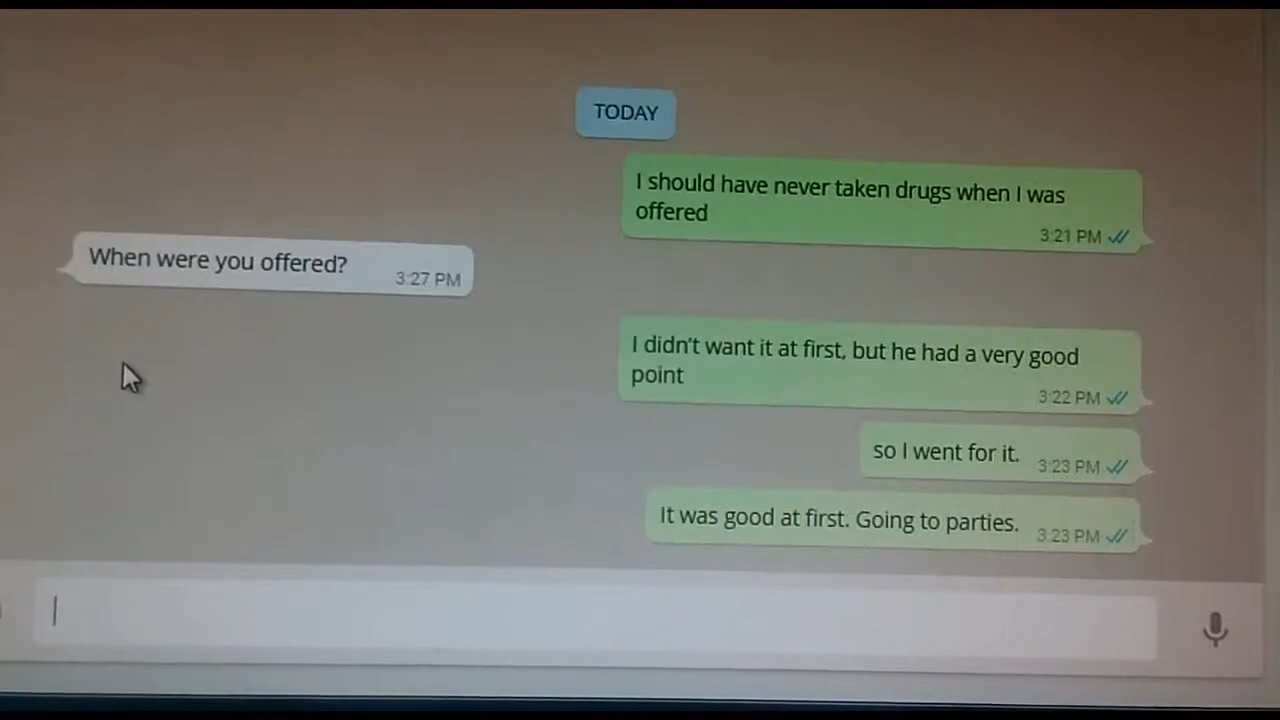 TODAY
I should have never taken drugs when I was
offered
3:21 PM
When were you offered?
3:27 PM
I didn't want it at first, but he had a very good
point
3:22 PM
so I went for it.
3:23 PM
It was good at first. Going to parties.
3:23 PM